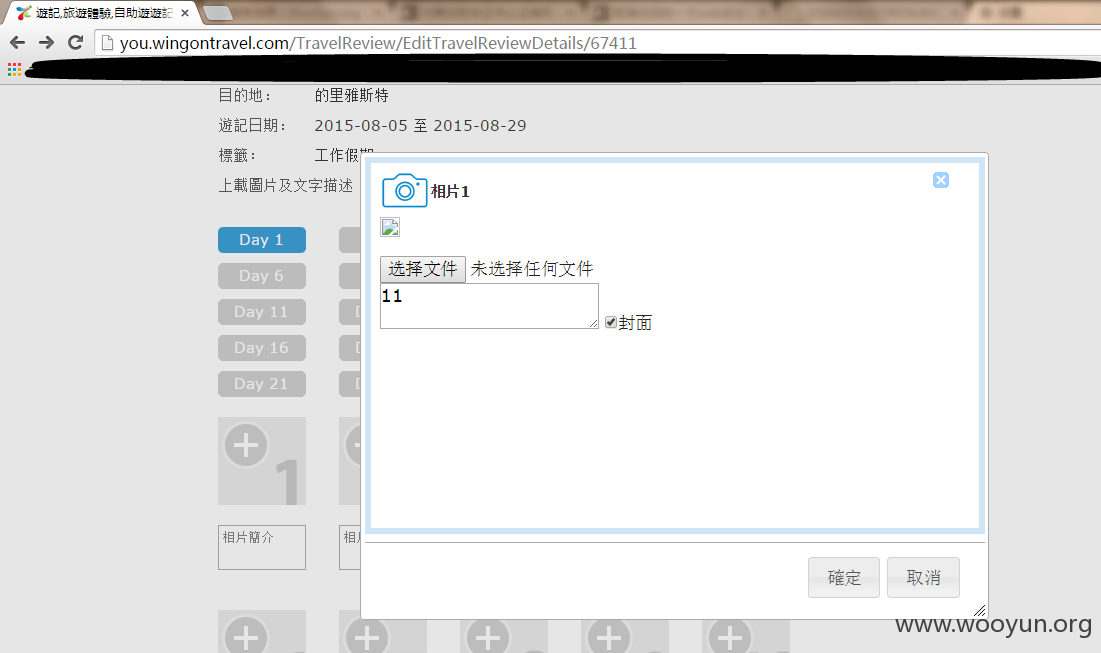 遊記,旅遊體驗,自助遊遊記
you.wingontravel.com/TravelReview/EditTravelReviewDetails/67411
目的地： 的里雅斯特
遊記日期： 2015-08-05 至 2015-08-29
標籤： 工作假期
上載圖片及文字描述
相片1
选择文件 未选择任何文件
11
封面
Day 1
Day 6
Day 11
Day 16
Day 21
1
相片簡介
相片
確定 取消
www.wooyun.org